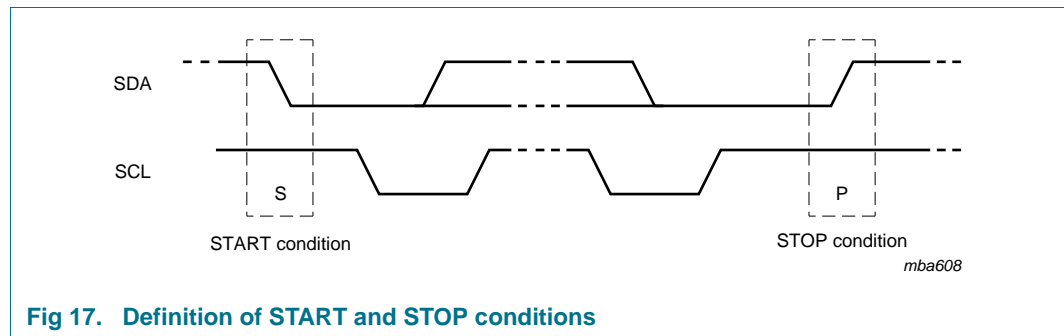 SDA
SCL
S
P
START condition
STOP condition
mba608
Fig 17. Definition of START and STOP conditions